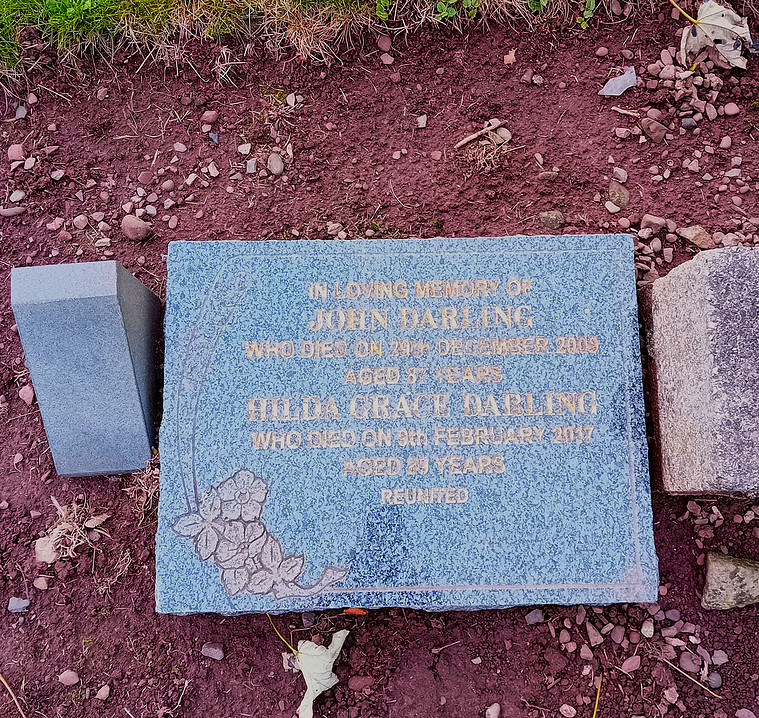 IN LOVING MEMORY OF
JOHN DARLING
WHO DIED ON 29th DECEMBER 2009
AGED 87 YEARS
HILDA GRACE DARLING
WHO DIED ON 9th FEBRUARY 2017
AGED 89 YEARS
REUNITED